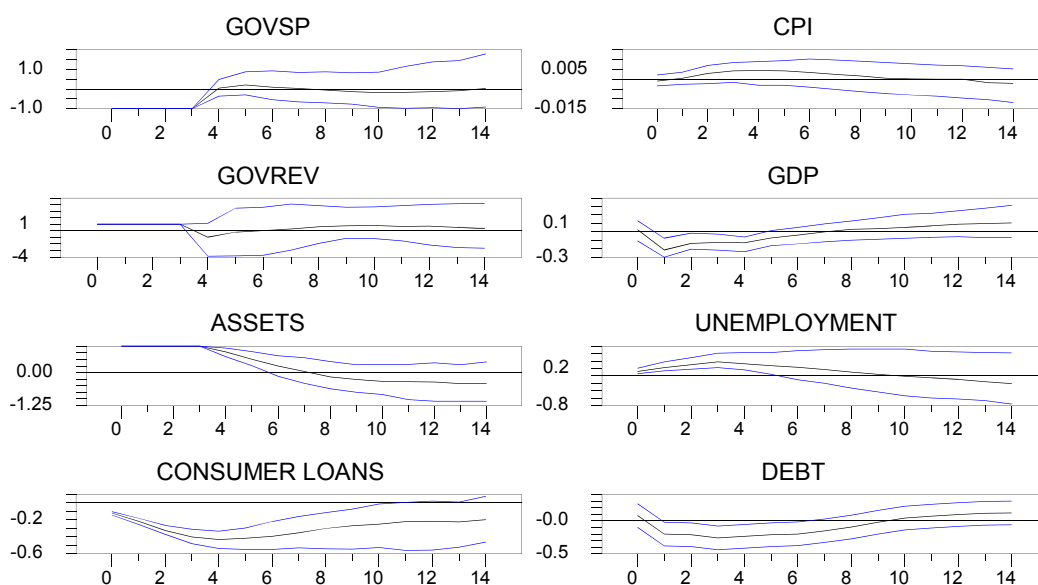 GOVSP
1.0
-1.0
0 2 4 6 8 10 12 14
CPI
0.005
-0.015
0 2 4 6 8 10 12 14
GOVREV
1
-4
0 2 4 6 8 10 12 14
GDP
0.1
-0.3
0 2 4 6 8 10 12 14
ASSETS
0.00
-1.25
0 2 4 6 8 10 12 14
UNEMPLOYMENT
0.2
-0.8
0 2 4 6 8 10 12 14
CONSUMER LOANS
-0.2
-0.6
0 2 4 6 8 10 12 14
DEBT
-0.0
-0.5
0 2 4 6 8 10 12 14